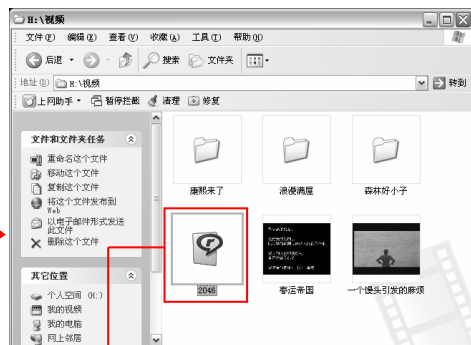 H:\视频
文件(F) 编辑(E) 查看(V) 收藏(A) 工具(T) 帮助(H)
后退 搜索 文件夹
地址(D) H:\视频 转到
上网助手 暂停拦截 清理 修复
文件和文件夹任务
重命名这个文件
移动这个文件
复制这个文件
将这个文件发布到
Web
以电子邮件形式发送
此文件
删除这个文件
其它位置
个人空间 (H:)
我的视频
我的电脑
网上邻居
康熙来了 浪漫满屋 森林好小子
2046 春运帝国 一个馒头引发的麻烦